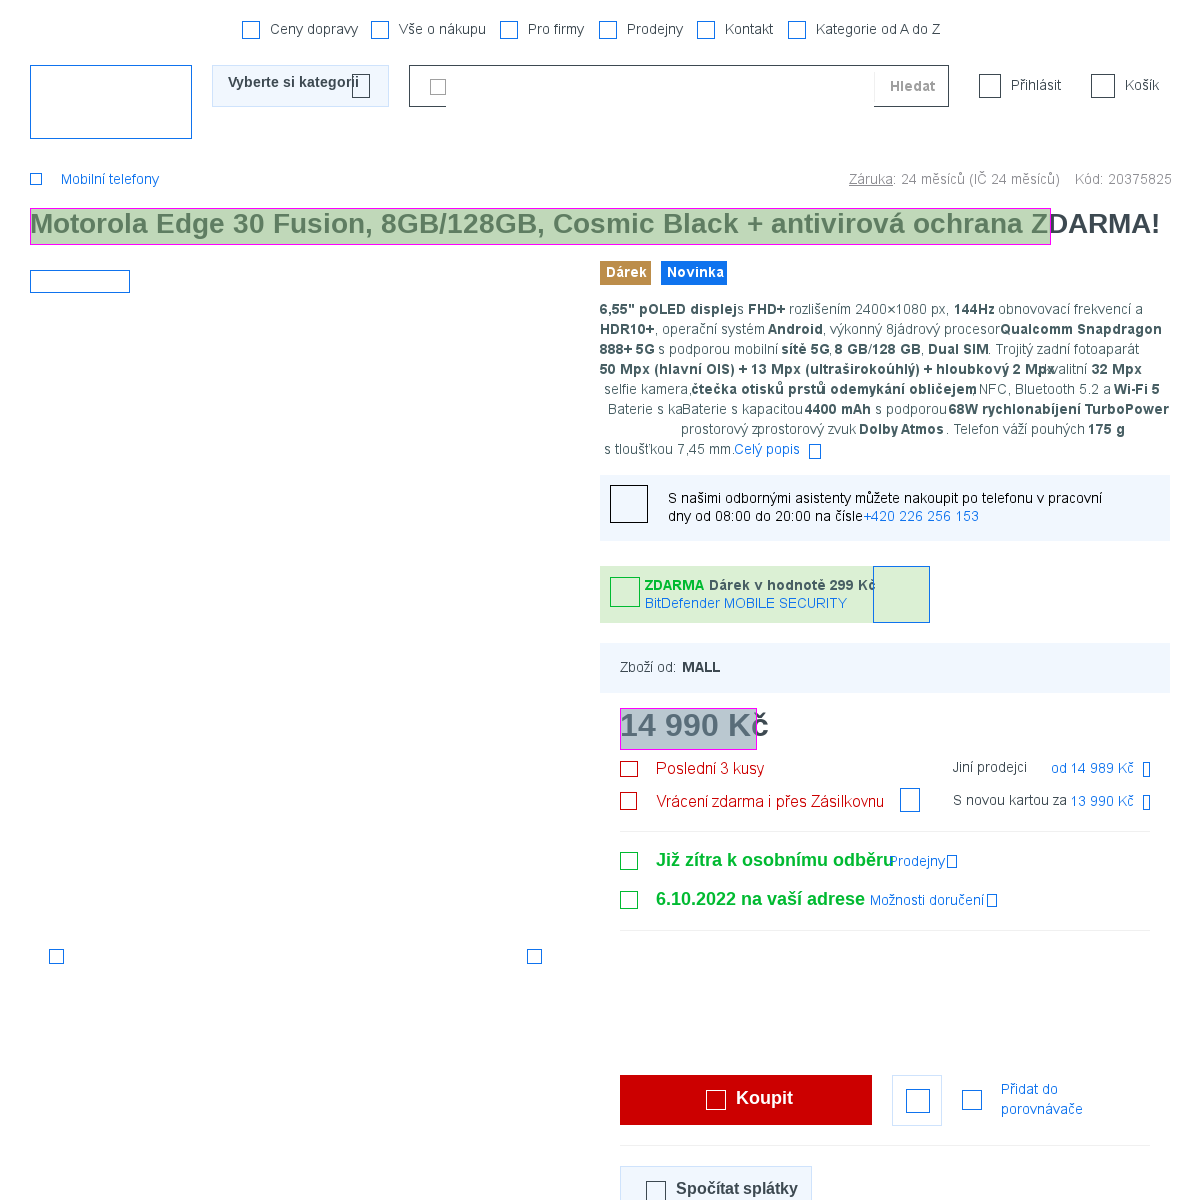 Ceny dopravy Vše o nákupu Pro firmy Prodejny Kontakt Kategorie od A do Z
Vyberte si kategorii Hledat Přihlásit Košík
Mobilní telefony Záruka: 24 měsíců (IČ 24 měsíců) Kód: 20375825
Motorola Edge 30 Fusion, 8GB/128GB, Cosmic Black + antivirová ochrana ZDARMA!
Dárek Novinka
6,55" pOLED displej s FHD+ rozlišením 2400×1080 px, 144Hz obnovovací frekvencí a
HDR10+, operační systém Android, výkonný 8jádrový procesor Qualcomm Snapdragon
888+ 5G s podporou mobilní sítě 5G, 8 GB/128 GB, Dual SIM. Trojitý zadní fotoaparát
50 Mpx (hlavní OIS) + 13 Mpx (ultraširokoúhlý) + hloubkový 2 Mpx, kvalitní 32 Mpx
selfie kamera, čtečka otisků prstů, odemykání obličejem, NFC, Bluetooth 5.2 a Wi-Fi 5
Baterie s ka Baterie s kapacitou 4400 mAh s podporou 68W rychlonabíjení TurboPower
prostorový z prostorový zvuk Dolby Atmos. Telefon váží pouhých 175 g
s tloušťkou 7,45 mm. Celý popis
S našimi odbornými asistenty můžete nakoupit po telefonu v pracovní
dny od 08:00 do 20:00 na čísle +420 226 256 153
ZDARMA Dárek v hodnotě 299 Kč
BitDefender MOBILE SECURITY
Zboží od: MALL
14 990 Kč
Poslední 3 kusy Jiní prodejci od 14 989 Kč
Vrácení zdarma i přes Zásilkovnu S novou kartou za 13 990 Kč
Již zítra k osobnímu odběru Prodejny
6.10.2022 na vaší adrese Možnosti doručení
Koupit Přidat do
porovnávače
Spočítat splátky